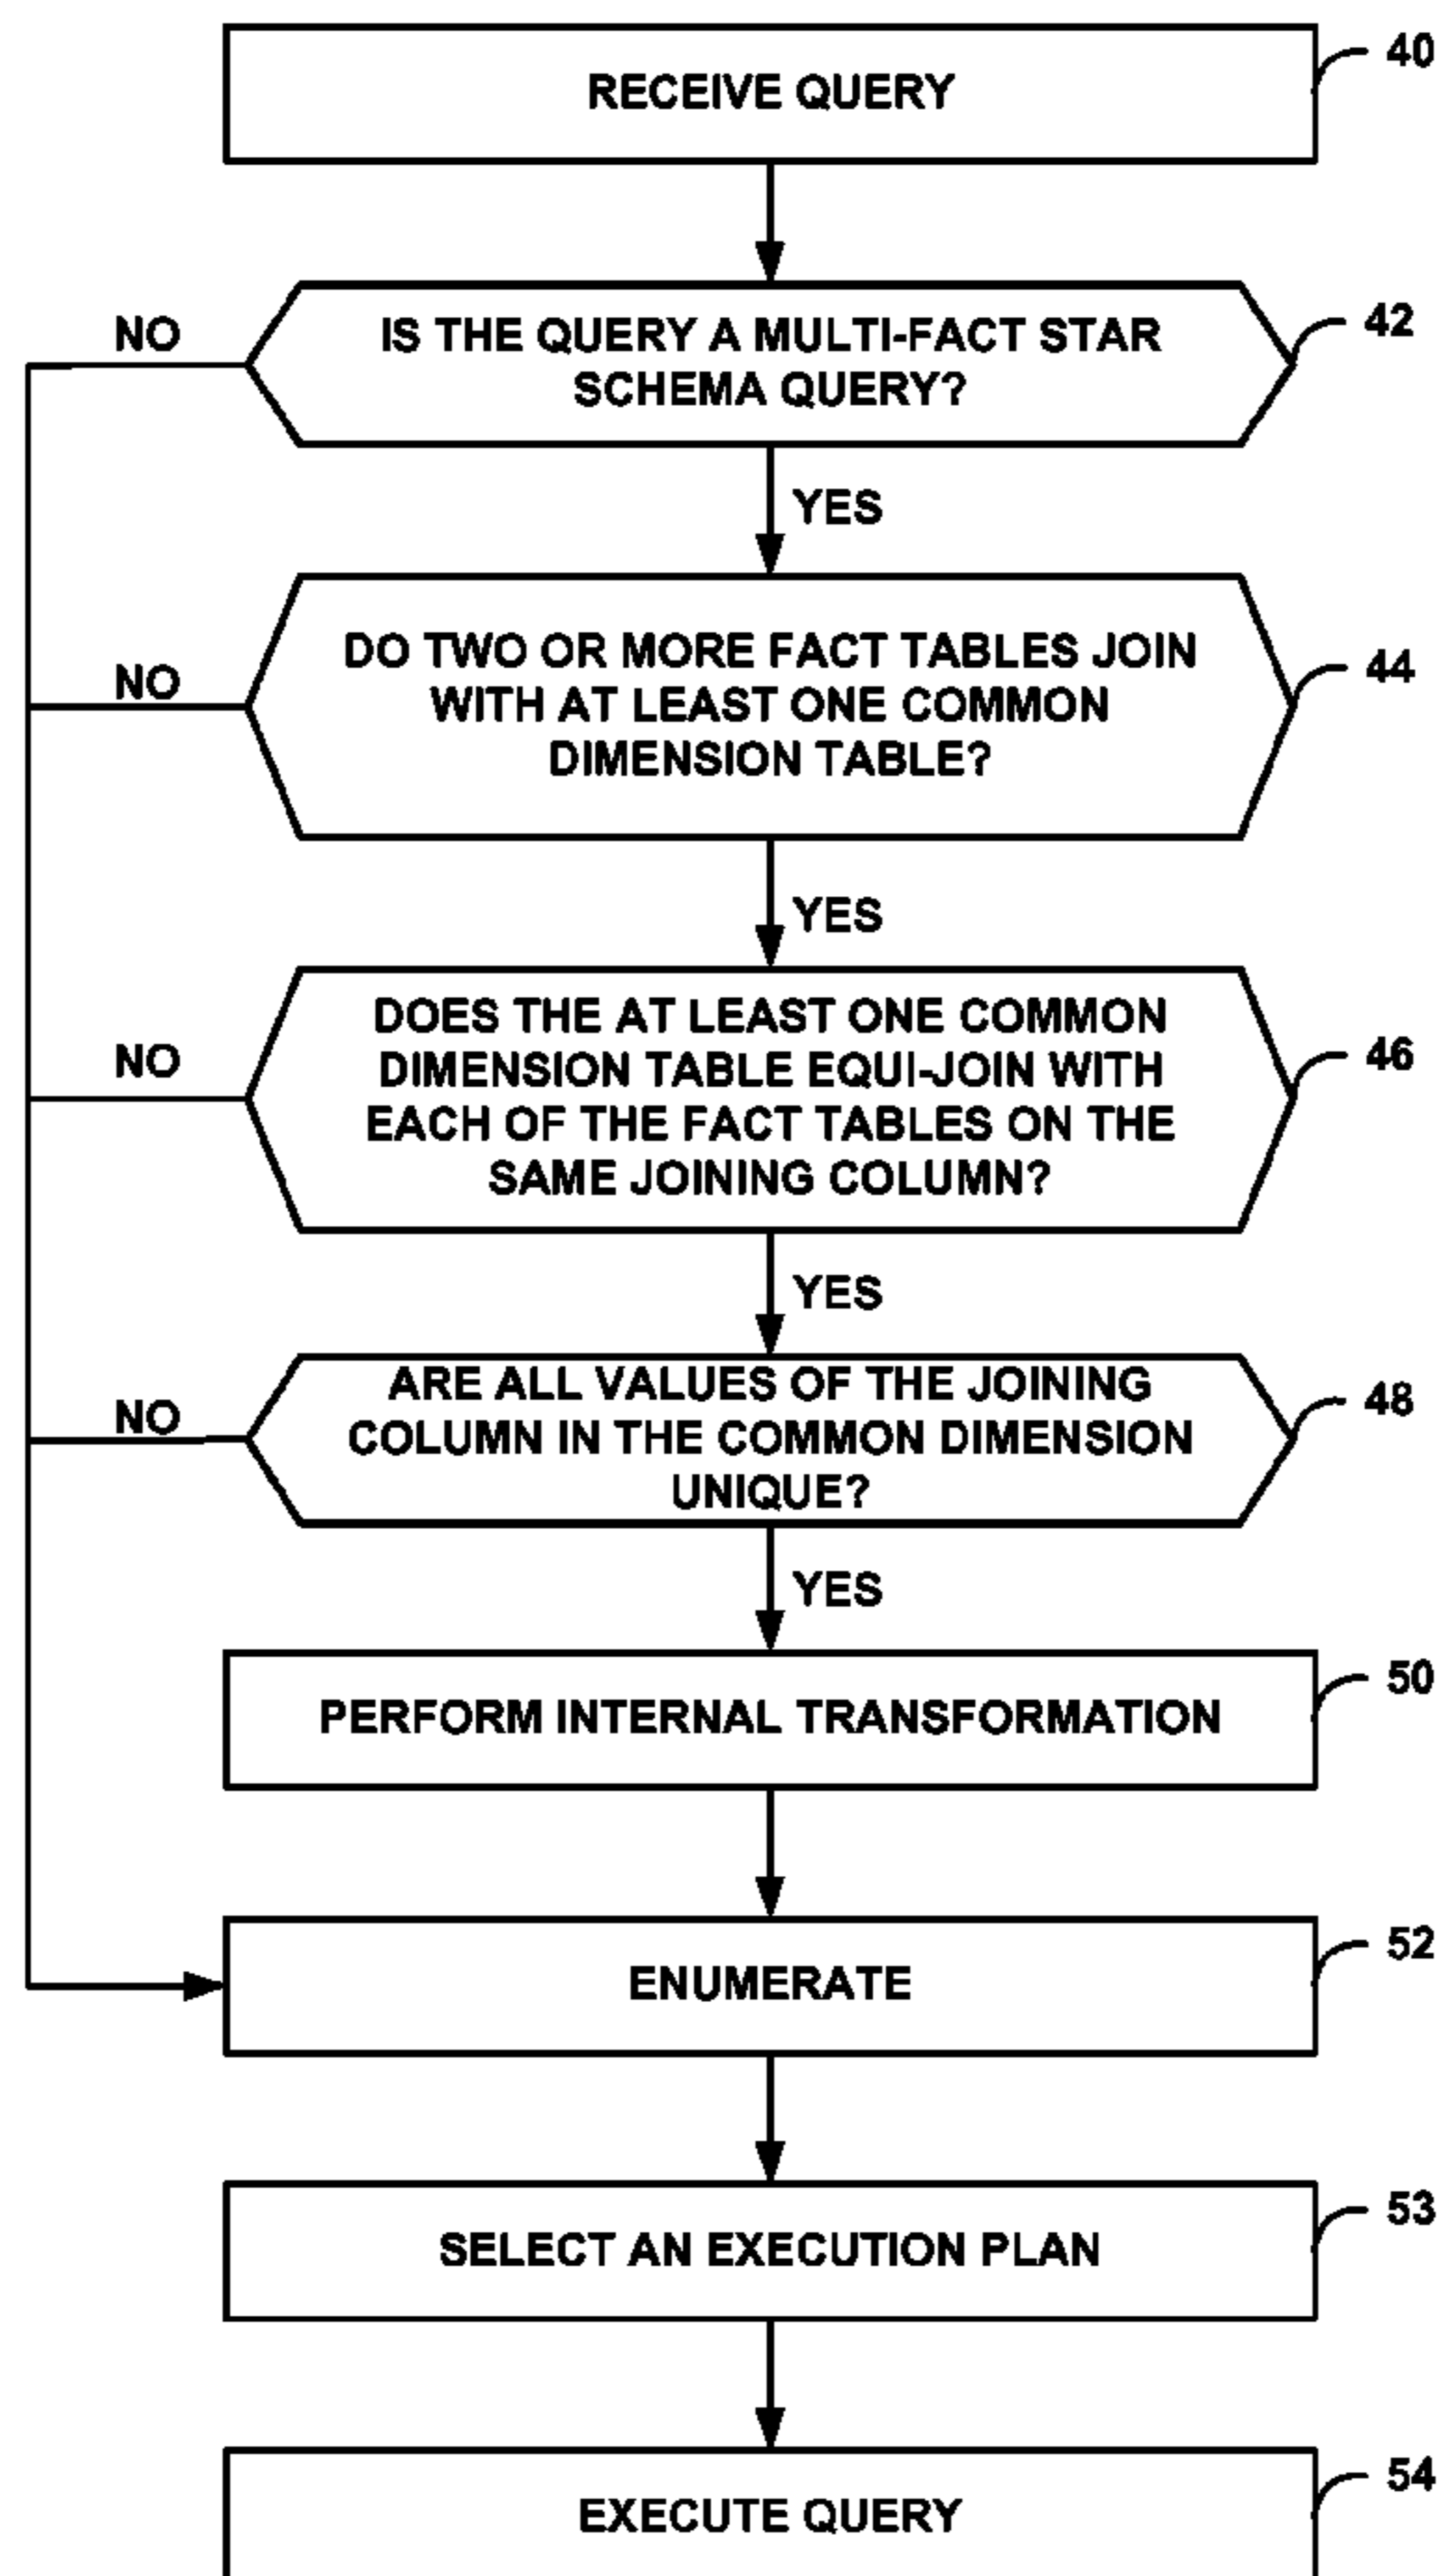 RECEIVE QUERY
40
NO
IS THE QUERY A MULTI-FACT STAR
SCHEMA QUERY?
42
YES
NO
DO TWO OR MORE FACT TABLES JOIN
WITH AT LEAST ONE COMMON
DIMENSION TABLE?
44
YES
NO
DOES THE AT LEAST ONE COMMON
DIMENSION TABLE EQUI-JOIN WITH
EACH OF THE FACT TABLES ON THE
SAME JOINING COLUMN?
46
YES
NO
ARE ALL VALUES OF THE JOINING
COLUMN IN THE COMMON DIMENSION
UNIQUE?
48
YES
PERFORM INTERNAL TRANSFORMATION
50
ENUMERATE
52
SELECT AN EXECUTION PLAN
53
EXECUTE QUERY
54